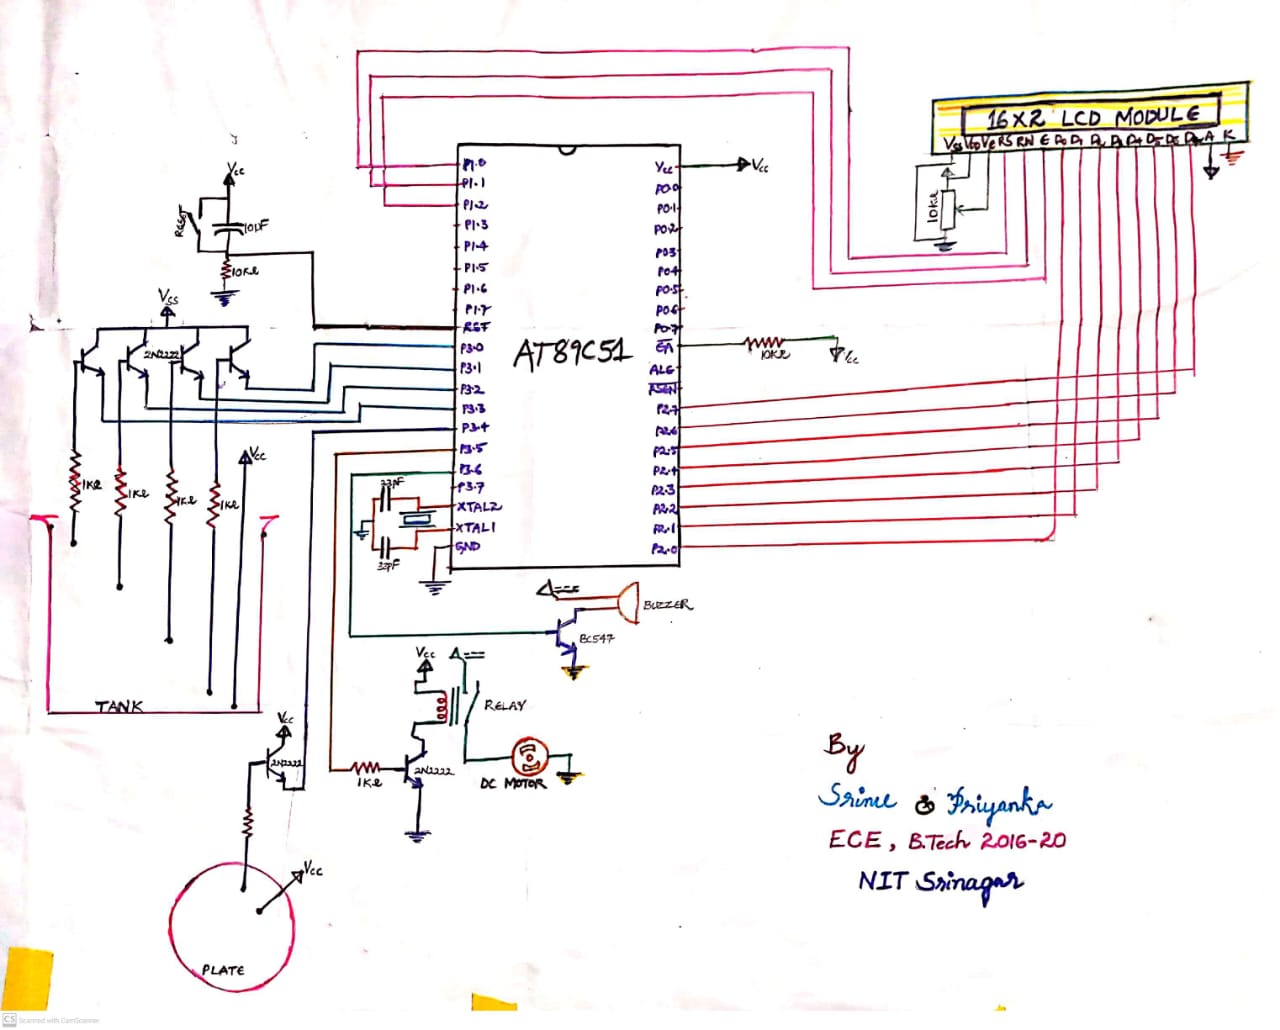 16X2 LCD MODULE
Vss VDD VE RS RW E D0 D1 D2 D3 D4 D5 D6 D7 A K
10KΩ
Vcc
RESET
10µF
10KΩ
Vss
2N2222
1KΩ
1KΩ
1KΩ
1KΩ
Vcc
TANK
AT89C51
P1.0
P1.1
P1.2
P1.3
P1.4
P1.5
P1.6
P1.7
RST
P3.0
P3.1
P3.2
P3.3
P3.4
P3.5
P3.6
P3.7
XTAL2
XTAL1
GND
Vcc
P0.0
P0.1
P0.2
P0.3
P0.4
P0.5
P0.6
P0.7
EA
ALG
PSEN
P2.7
P2.6
P2.5
P2.4
P2.3
P2.2
P2.1
P2.0
Vcc
10KΩ
Vcc
33pF
33pF
BUZZER
BC547
Vcc
RELAY
2N2222
1KΩ
DC MOTOR
Vcc
2N2222
Vcc
PLATE
By
Srinu & Priyanka
ECE, B.Tech 2016-20
NIT Srinagar
CS Scanned with CamScanner